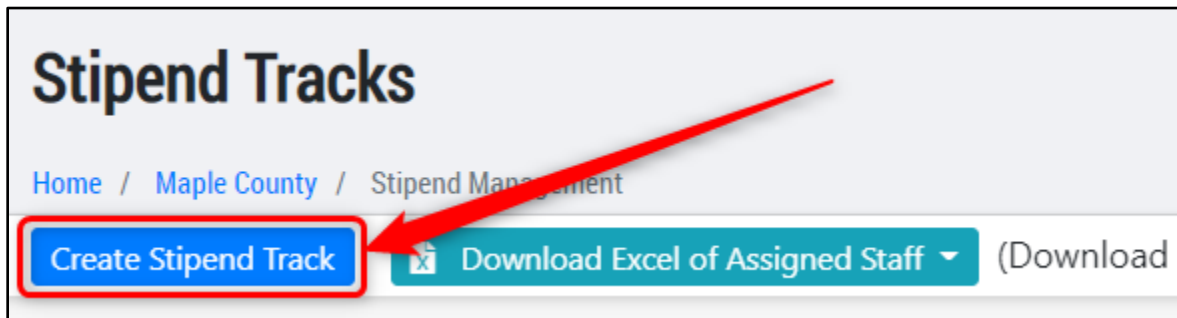 Stipend Tracks
Home / Maple County / Stipend Management
Create Stipend Track Download Excel of Assigned Staff (Download